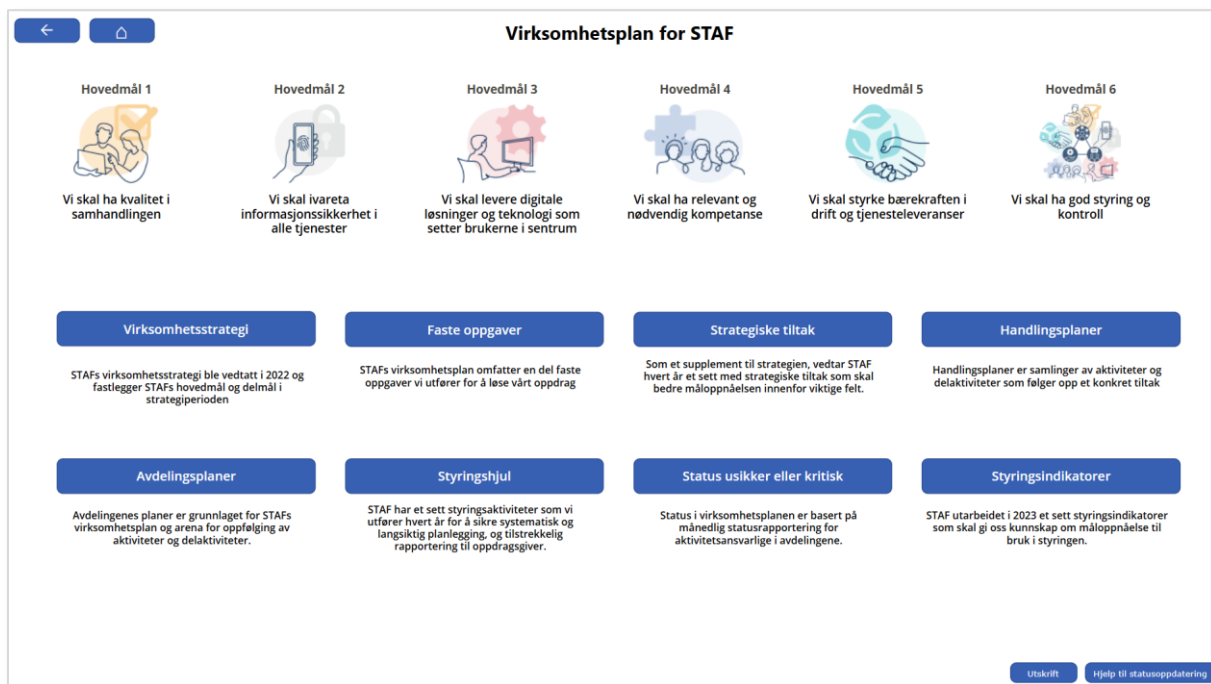 Virksomhetsplan for STAF
Hovedmål 1
Vi skal ha kvalitet i
samhandlingen
Hovedmål 2
Vi skal ivareta
informasjonssikkerhet i
alle tjenester
Hovedmål 3
Vi skal levere digitale
løsninger og teknologi som
setter brukerne i sentrum
Hovedmål 4
Vi skal ha relevant og
nødvendig kompetanse
Hovedmål 5
Vi skal styrke bærekraften i
drift og tjenesteleveranser
Hovedmål 6
Vi skal ha god styring og
kontroll
Virksomhetsstrategi
STAFs virksomhetsstrategi ble vedtatt i 2022 og
fastlegger STAFs hovedmål og delmål i
strategiperioden
Faste oppgaver
STAFs virksomhetsplan omfatter en del faste
oppgaver vi utfører for å løse vårt oppdrag
Strategiske tiltak
Som et supplement til strategien, vedtar STAF
hvert år et sett med strategiske tiltak som skal
bedre måloppnåelsen innenfor viktige felt.
Handlingsplaner
Handlingsplaner er samlinger av aktiviteter og
delaktiviteter som følger opp et konkret tiltak
Avdelingsplaner
Avdelingenes planer er grunnlaget for STAFs
virksomhetsplan og arena for oppfølging av
aktiviteter og delaktiviteter.
Styringshjul
STAF har et sett styringsaktiviteter som vi
utfører hvert år for å sikre systematisk og
langsiktig planlegging, og tilstrekkelig
rapportering til oppdragsgiver.
Status usikker eller kritisk
Status i virksomhetsplanen er basert på
månedlig statusrapportering for
aktivitetsansvarlige i avdelingene.
Styringsindikatorer
STAF utarbeidet i 2023 et sett styringsindikatorer
som skal gi oss kunnskap om måloppnåelse til
bruk i styringen.
Utskrift
Hjelp til statusoppdatering